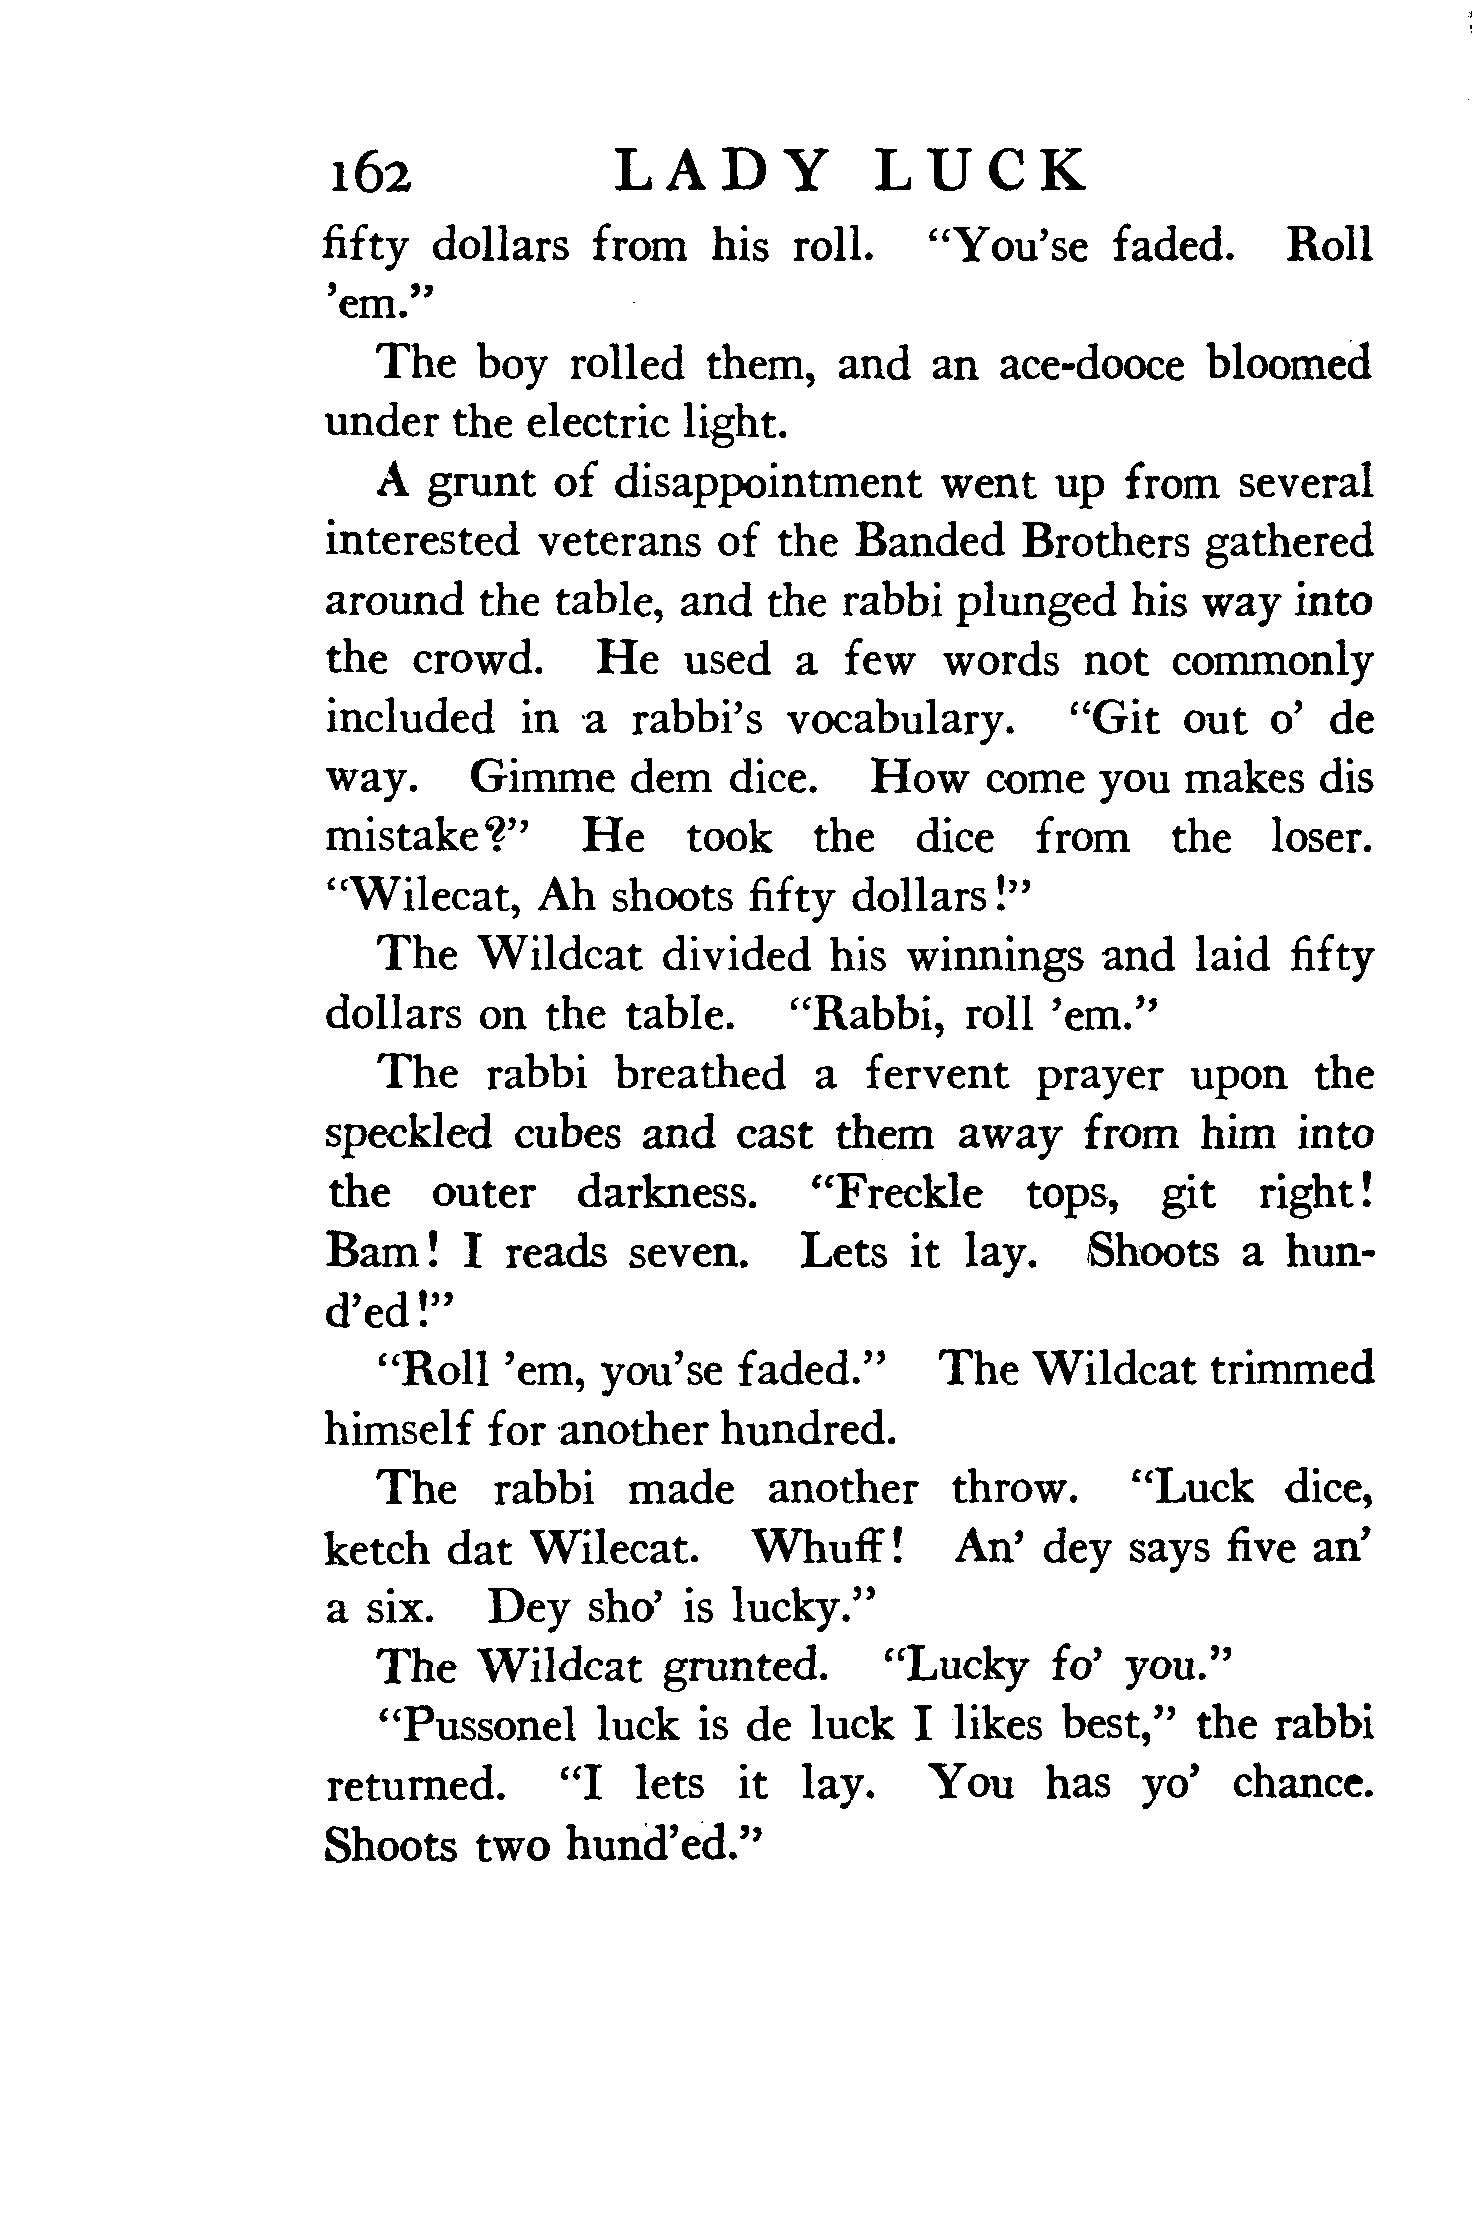 162 LADY LUCK
fifty dollars from his roll. “You’se faded. Roll
’em.”
The boy rolled them, and an ace-dooce bloomed
under the electric light.
A grunt of disappointment went up from several
interested veterans of the Banded Brothers gathered
around the table, and the rabbi plunged his way into
the crowd. He used a few words not commonly
included in a rabbi’s vocabulary. “Git out o’ de
way. Gimme dem dice. How come you makes dis
mistake?” He took the dice from the loser.
“Wilecat, Ah shoots fifty dollars!”
The Wildcat divided his winnings and laid fifty
dollars on the table. “Rabbi, roll ’em.”
The rabbi breathed a fervent prayer upon the
speckled cubes and cast them away from him into
the outer darkness. “Freckle tops, git right!
Bam! I reads seven. Lets it lay. Shoots a hun-
d’ed!”
“Roll ’em, you’se faded.” The Wildcat trimmed
himself for another hundred.
The rabbi made another throw. “Luck dice,
ketch dat Wilecat. Whuff! An’ dey says five an’
a six. Dey sho’ is lucky.”
The Wildcat grunted. “Lucky fo’ you.”
“Pussonel luck is de luck I likes best,” the rabbi
returned. “I lets it lay. You has yo’ chance.
Shoots two hund’ed.”